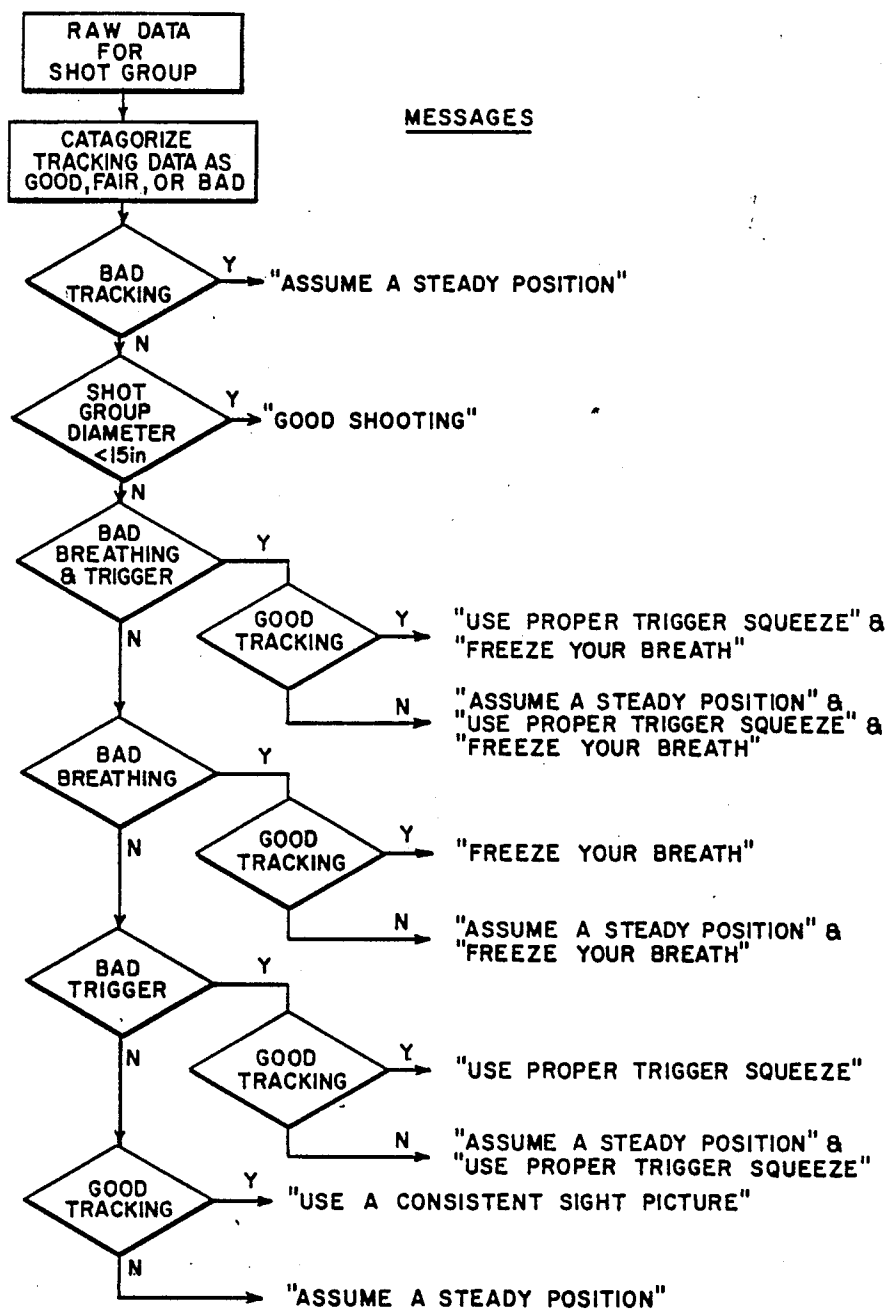 RAW DATA
FOR
SHOT GROUP
MESSAGES
CATAGORIZE
TRACKING DATA AS
GOOD, FAIR, OR BAD
BAD
TRACKING
Y
"ASSUME A STEADY POSITION"
N
SHOT
GROUP
DIAMETER
<15in
Y
"GOOD SHOOTING"
N
BAD
BREATHING
& TRIGGER
Y
GOOD
TRACKING
Y
"USE PROPER TRIGGER SQUEEZE" &
"FREEZE YOUR BREATH"
N
"ASSUME A STEADY POSITION" &
"USE PROPER TRIGGER SQUEEZE" &
"FREEZE YOUR BREATH"
N
BAD
BREATHING
Y
GOOD
TRACKING
Y
"FREEZE YOUR BREATH"
N
"ASSUME A STEADY POSITION" &
"FREEZE YOUR BREATH"
N
BAD
TRIGGER
Y
GOOD
TRACKING
Y
"USE PROPER TRIGGER SQUEEZE"
N
"ASSUME A STEADY POSITION" &
"USE PROPER TRIGGER SQUEEZE"
N
GOOD
TRACKING
Y
"USE A CONSISTENT SIGHT PICTURE"
N
"ASSUME A STEADY POSITION"